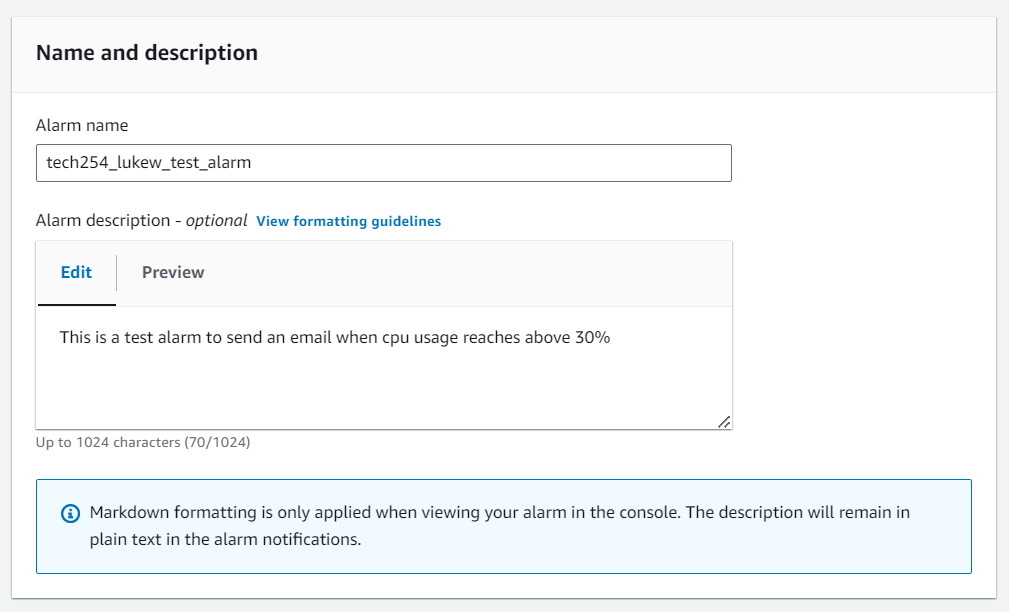 Name and description
Alarm name
tech254_lukew_test_alarm
Alarm description - optional View formatting guidelines
Edit Preview
This is a test alarm to send an email when cpu usage reaches above 30%
Up to 1024 characters (70/1024)
Markdown formatting is only applied when viewing your alarm in the console. The description will remain in
plain text in the alarm notifications.